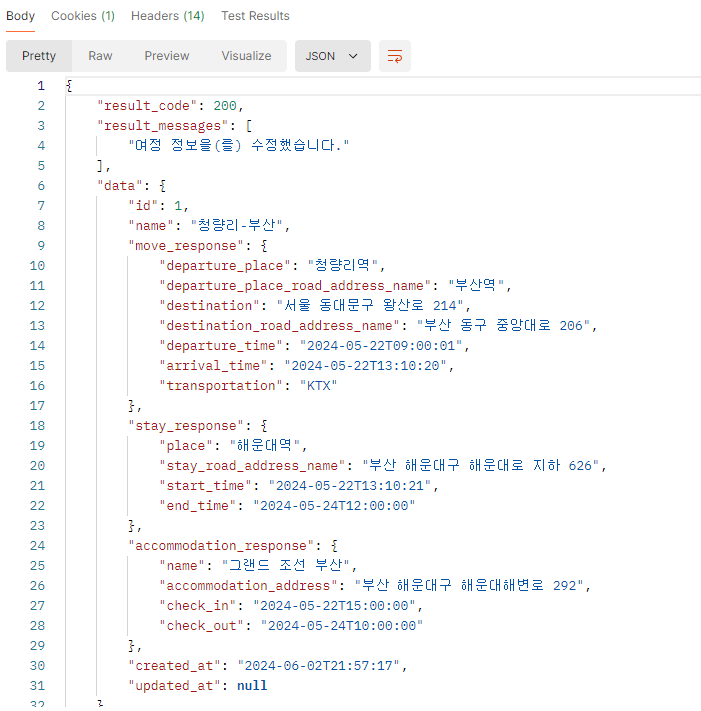 Body Cookies (1) Headers (14) Test Results
Pretty Raw Preview Visualize JSON
1 {
2 "result_code": 200,
3 "result_messages": [
4 "여정 정보을(를) 수정했습니다."
5 ],
6 "data": {
7 "id": 1,
8 "name": "청량리-부산",
9 "move_response": {
10 "departure_place": "청량리역",
11 "departure_place_road_address_name": "부산역",
12 "destination": "서울 동대문구 왕산로 214",
13 "destination_road_address_name": "부산 동구 중앙대로 206",
14 "departure_time": "2024-05-22T09:00:01",
15 "arrival_time": "2024-05-22T13:10:20",
16 "transportation": "KTX"
17 },
18 "stay_response": {
19 "place": "해운대역",
20 "stay_road_address_name": "부산 해운대구 해운대로 지하 626",
21 "start_time": "2024-05-22T13:10:21",
22 "end_time": "2024-05-24T12:00:00"
23 },
24 "accommodation_response": {
25 "name": "그랜드 조선 부산",
26 "accommodation_address": "부산 해운대구 해운대해변로 292",
27 "check_in": "2024-05-22T15:00:00",
28 "check_out": "2024-05-24T10:00:00"
29 },
30 "created_at": "2024-06-02T21:57:17",
31 "updated_at": null
32 }